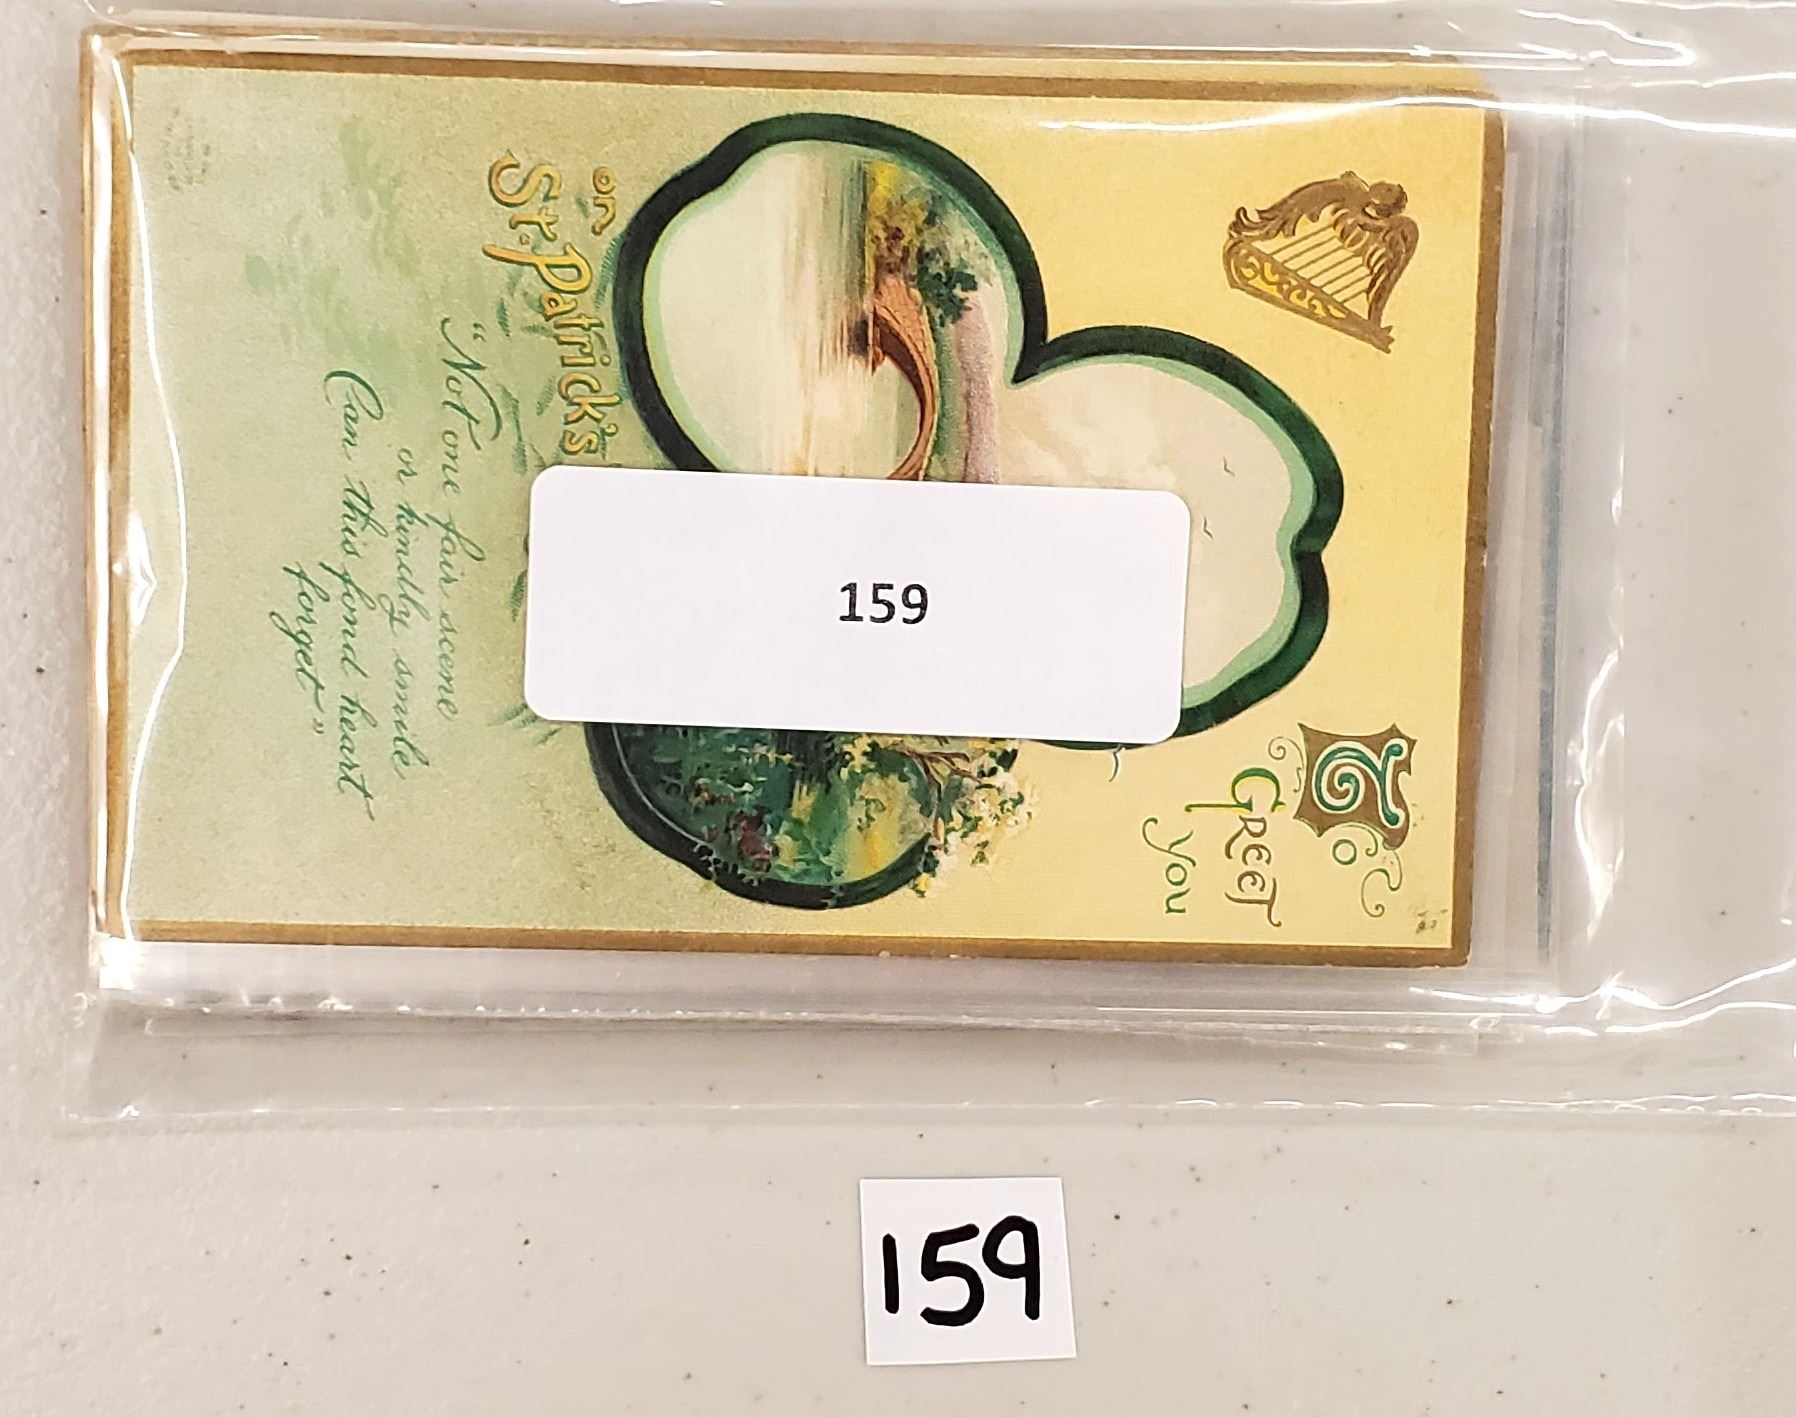 To
GREET
you
on
St. Patrick's
"Not one fair scene
or kindly smile
Can this fond heart
forget"
159
159